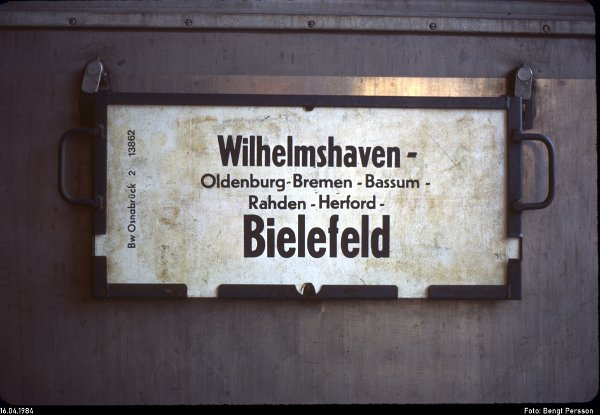 Wilhelmshaven -
Oldenburg-Bremen - Bassum -
Rahden - Herford -
Bielefeld
Bw Osnabrück 2 13862
16.04.1984
Foto: Bengt Persson